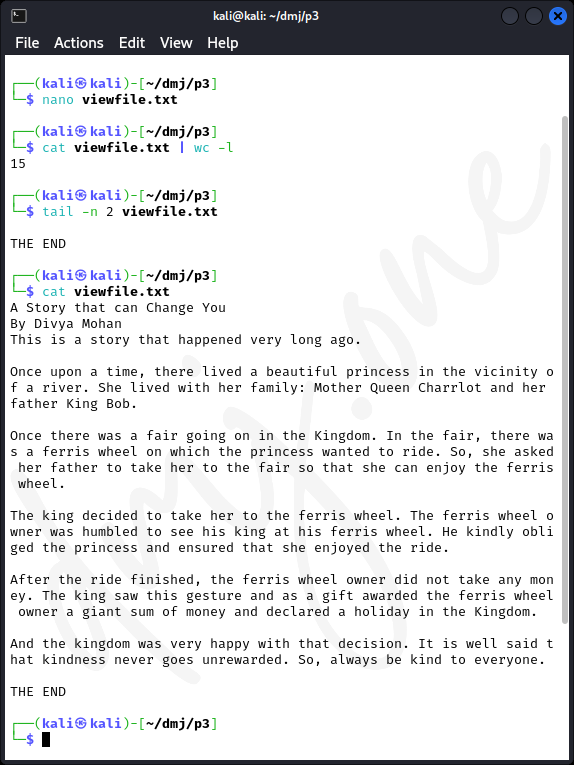 kali@kali: ~/dmj/p3
File Actions Edit View Help
┌──(kali㉿kali)-[~/dmj/p3]
└─$ nano viewfile.txt
┌──(kali㉿kali)-[~/dmj/p3]
└─$ cat viewfile.txt | wc -l
15
┌──(kali㉿kali)-[~/dmj/p3]
└─$ tail -n 2 viewfile.txt
THE END
┌──(kali㉿kali)-[~/dmj/p3]
└─$ cat viewfile.txt
A Story that can Change You
By Divya Mohan
This is a story that happened very long ago.
Once upon a time, there lived a beautiful princess in the vicinity o
f a river. She lived with her family: Mother Queen Charrlot and her
father King Bob.
Once there was a fair going on in the Kingdom. In the fair, there wa
s a ferris wheel on which the princess wanted to ride. So, she asked
 her father to take her to the fair so that she can enjoy the ferris
 wheel.
The king decided to take her to the ferris wheel. The ferris wheel o
wner was humbled to see his king at his ferris wheel. He kindly obli
ged the princess and ensured that she enjoyed the ride.
After the ride finished, the ferris wheel owner did not take any mon
ey. The king saw this gesture and as a gift awarded the ferris wheel
 owner a giant sum of money and declared a holiday in the Kingdom.
And the kingdom was very happy with that decision. It is well said t
hat kindness never goes unrewarded. So, always be kind to everyone.
THE END
┌──(kali㉿kali)-[~/dmj/p3]
└─$
dmj.one